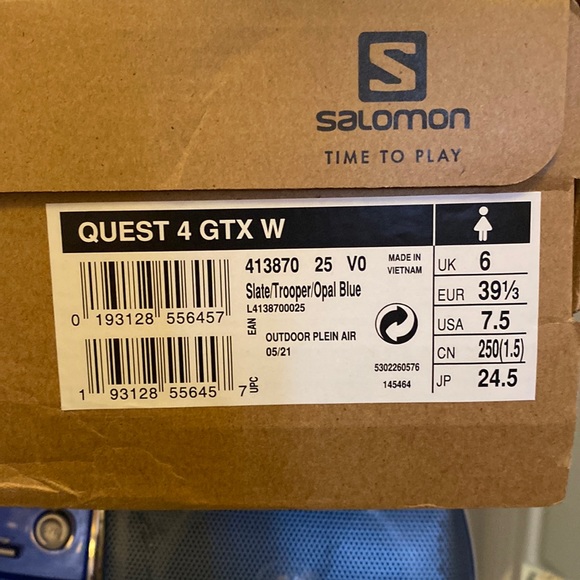 S
SALOMON
TIME TO PLAY
QUEST 4 GTX W
413870 25 V0
MADE IN
VIETNAM
Slate/Trooper/Opal Blue
L4138700025
0 193128 556457
EAN
OUTDOOR PLEIN AIR
05/21
5302260576
145464
1 93128 55645 7
UPC
UK 6
EUR 39⅓
USA 7.5
CN 250(1.5)
JP 24.5